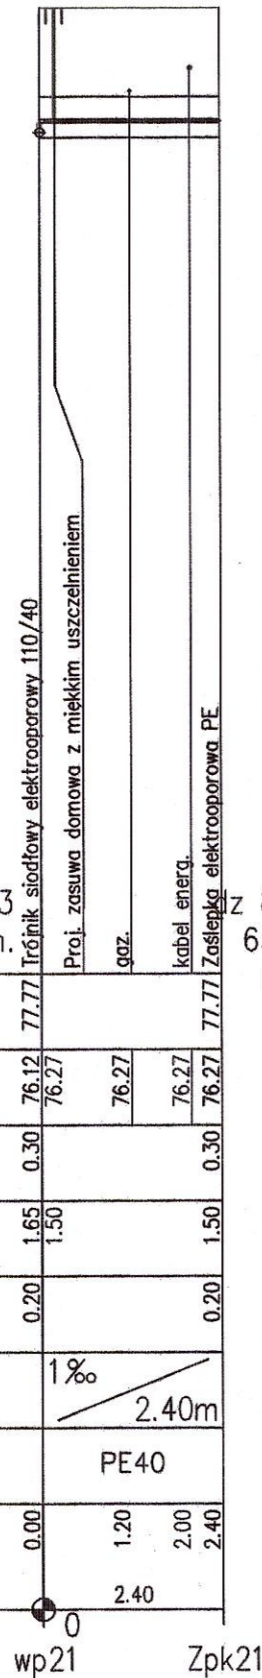 Trójnik siodłowy elektrooporowy 110/40
Proj. zasuwa domowa z miękkim uszczelnieniem
gaz.
kabel energ.
Zaślepka elektrooporowa PE
3
n.
z
6
77.77 77.77
76.12 76.27 76.27 76.27 76.27
0.30 0.30
1.65 1.50 1.50
0.20 0.20
1‰
2.40m
PE40
0.00 1.20 2.00 2.40
2.40
0
wp21 Zpk21